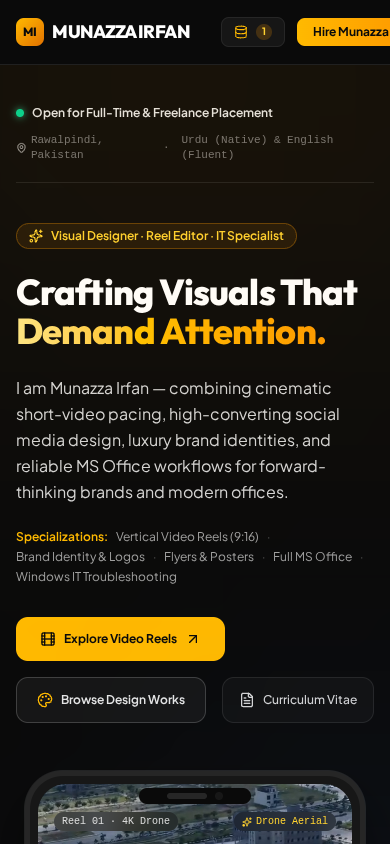 MI MUNAZZAIRFAN 1 Hire Munazza
Open for Full-Time & Freelance Placement
Rawalpindi, Pakistan · Urdu (Native) & English (Fluent)
Visual Designer · Reel Editor · IT Specialist
Crafting Visuals That
Demand Attention.
I am Munazza Irfan — combining cinematic
short-video pacing, high-converting social
media design, luxury brand identities, and
reliable MS Office workflows for forward-
thinking brands and modern offices.
Specializations: Vertical Video Reels (9:16) ·
Brand Identity & Logos · Flyers & Posters · Full MS Office ·
Windows IT Troubleshooting
Explore Video Reels
Browse Design Works Curriculum Vitae
Reel 01 · 4K Drone Drone Aerial